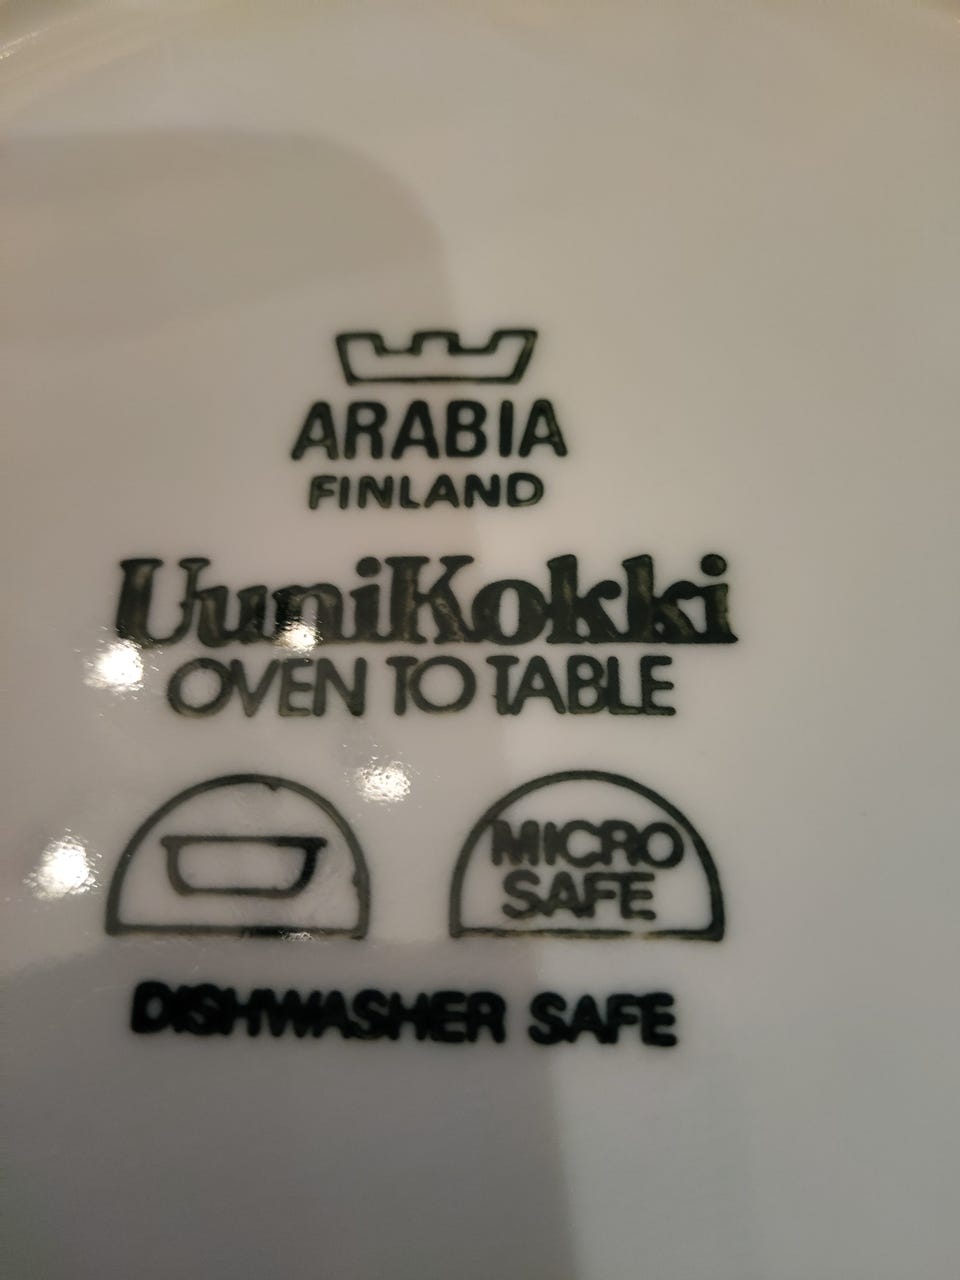 ARABIA
FINLAND
UuniKokki
OVEN TO TABLE
MICRO
SAFE
DISHWASHER SAFE